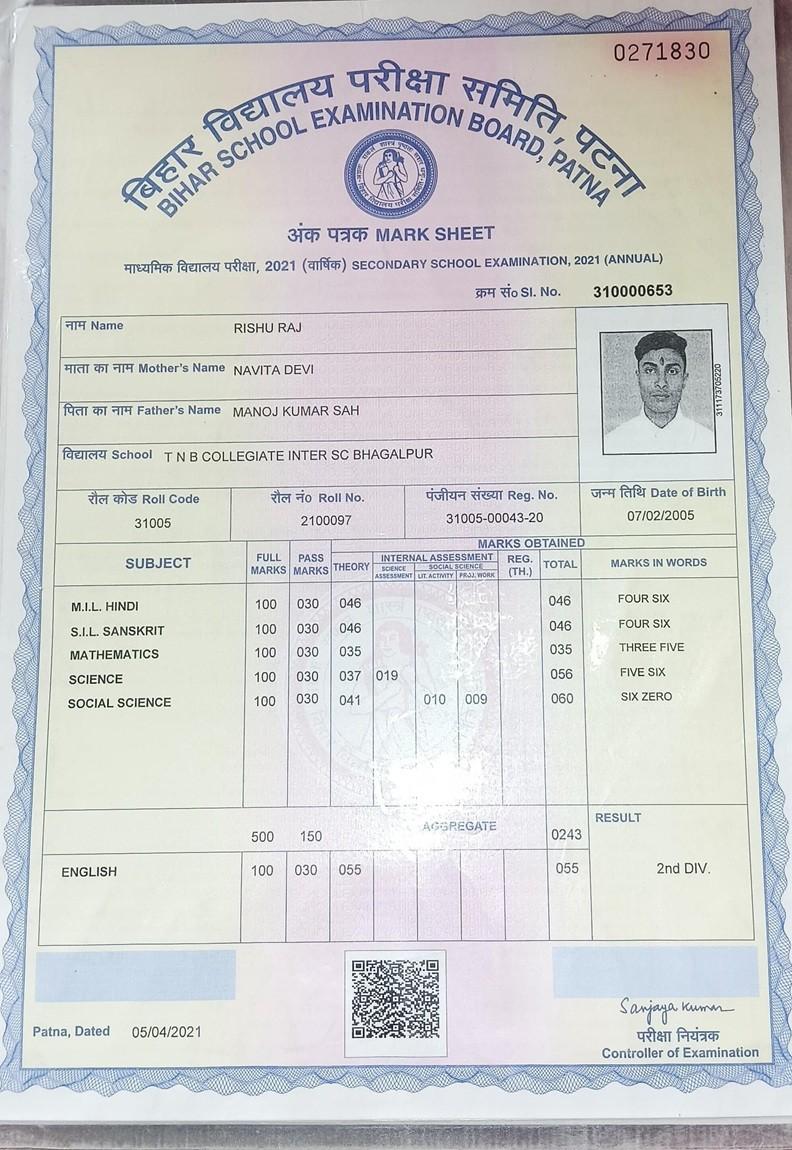 0271830
बिहार विद्यालय परीक्षा समिति, पटना
BIHAR SCHOOL EXAMINATION BOARD, PATNA
अंक पत्रक MARK SHEET
माध्यमिक विद्यालय परीक्षा, 2021 (वार्षिक) SECONDARY SCHOOL EXAMINATION, 2021 (ANNUAL)
क्रम सं० Sl. No. 310000653
नाम Name RISHU RAJ
माता का नाम Mother's Name NAVITA DEVI
पिता का नाम Father's Name MANOJ KUMAR SAH
विद्यालय School T N B COLLEGIATE INTER SC BHAGALPUR
311173705220
रौल कोड Roll Code रौल नं० Roll No. पंजीयन संख्या Reg. No. जन्म तिथि Date of Birth
31005 2100097 31005-00043-20 07/02/2005
MARKS OBTAINED
SUBJECT FULL MARKS PASS MARKS THEORY INTERNAL ASSESSMENT REG. (TH.) TOTAL MARKS IN WORDS
SCIENCE ASSESSMENT SOCIAL SCIENCE
LIT. ACTIVITY PROJ. WORK
M.I.L. HINDI 100 030 046 046 FOUR SIX
S.I.L. SANSKRIT 100 030 046 046 FOUR SIX
MATHEMATICS 100 030 035 035 THREE FIVE
SCIENCE 100 030 037 019 056 FIVE SIX
SOCIAL SCIENCE 100 030 041 010 009 060 SIX ZERO
500 150 AGGREGATE 0243 RESULT
ENGLISH 100 030 055 055 2nd DIV.
Sanjaya Kumar
Patna, Dated 05/04/2021
परीक्षा नियंत्रक
Controller of Examination